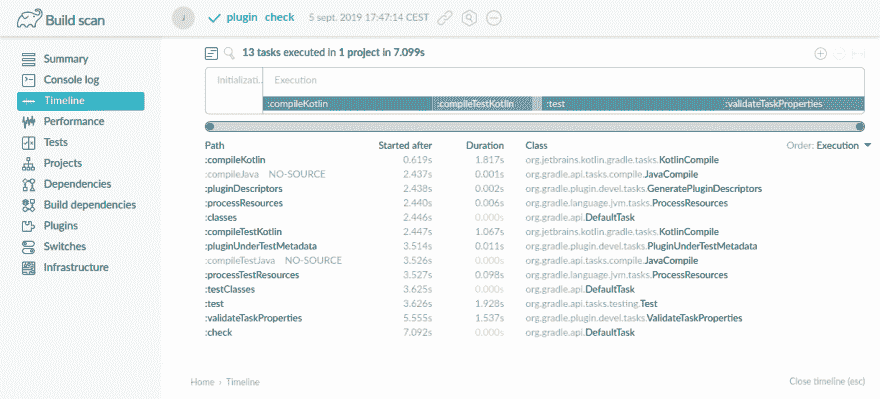 Build scan
plugin check 5 sept. 2019 17:47:14 CEST
Summary
Console log
Timeline
Performance
Tests
Projects
Dependencies
Build dependencies
Plugins
Switches
Infrastructure
13 tasks executed in 1 project in 7.099s
Initializati... Execution
:compileKotlin :compileTestKotlin :test :validateTaskProperties
Path Started after Duration Class Order: Execution
:compileKotlin 0.619s 1.817s org.jetbrains.kotlin.gradle.tasks.KotlinCompile
:compileJava NO-SOURCE 2.437s 0.001s org.gradle.api.tasks.compile.JavaCompile
:pluginDescriptors 2.438s 0.002s org.gradle.plugin.devel.tasks.GeneratePluginDescriptors
:processResources 2.440s 0.006s org.gradle.language.jvm.tasks.ProcessResources
:classes 2.446s 0.000s org.gradle.api.DefaultTask
:compileTestKotlin 2.447s 1.067s org.jetbrains.kotlin.gradle.tasks.KotlinCompile
:pluginUnderTestMetadata 3.514s 0.011s org.gradle.plugin.devel.tasks.PluginUnderTestMetadata
:compileTestJava NO-SOURCE 3.526s 0.000s org.gradle.api.tasks.compile.JavaCompile
:processTestResources 3.527s 0.098s org.gradle.language.jvm.tasks.ProcessResources
:testClasses 3.625s 0.000s org.gradle.api.DefaultTask
:test 3.626s 1.928s org.gradle.api.tasks.testing.Test
:validateTaskProperties 5.555s 1.537s org.gradle.plugin.devel.tasks.ValidateTaskProperties
:check 7.092s 0.000s org.gradle.api.DefaultTask
Home › Timeline
Close timeline (esc)